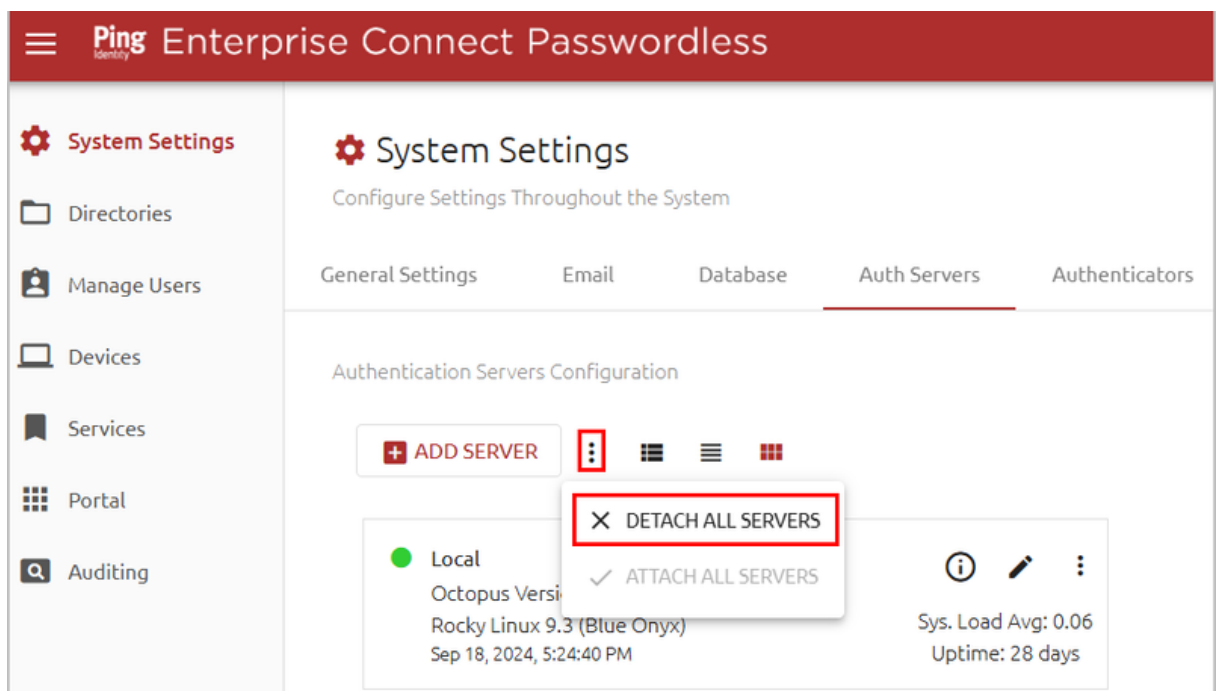 Ping
Identity
Enterprise Connect Passwordless
System Settings
Directories
Manage Users
Devices
Services
Portal
Auditing
System Settings
Configure Settings Throughout the System
General Settings Email Database Auth Servers Authenticators
Authentication Servers Configuration
ADD SERVER
DETACH ALL SERVERS
ATTACH ALL SERVERS
Local
Octopus
Rocky Linux 9.3 (Blue Onyx)
Sep 18, 2024, 5:24:40 PM
Sys. Load Avg: 0.06
Uptime: 28 days